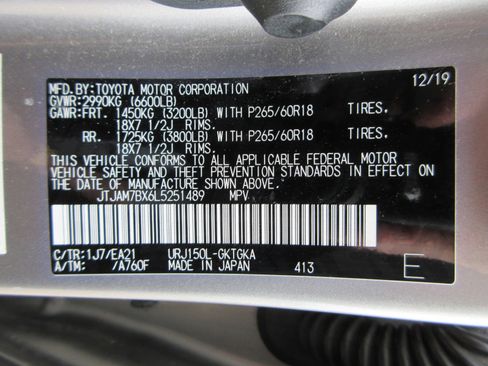 MFD. BY: TOYOTA MOTOR CORPORATION 12/19
GVWR: 2990KG (6600LB)
GAWR: FRT. 1450KG (3200LB) WITH P265/60R18 TIRES.
18X7 1/2J RIMS.
RR. 1725KG (3800LB) WITH P265/60R18 TIRES.
18X7 1/2J RIMS.
THIS VEHICLE CONFORMS TO ALL APPLICABLE FEDERAL MOTOR
VEHICLE SAFETY AND THEFT PREVENTION STANDARDS IN EFFECT ON
THE DATE OF MANUFACTURE SHOWN ABOVE.
JTJAM7BX6L5251489 MPV
C/TR: 1J7/EA21 URJ150L-GKTGKA
A/TM: /A760F MADE IN JAPAN 413 E